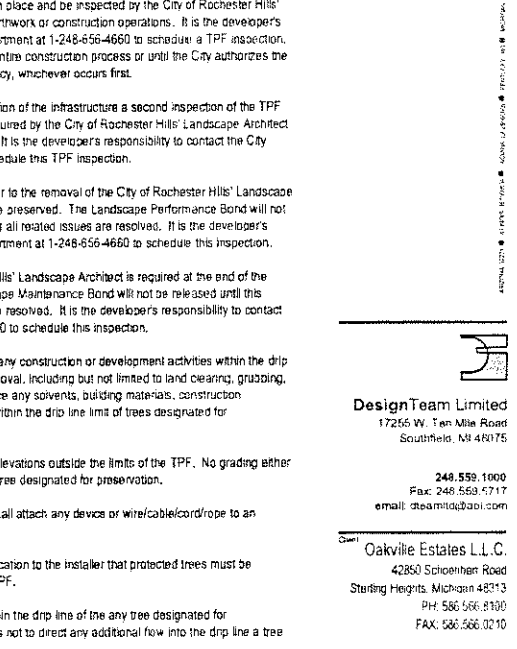 place and be inspected by the City of Rochester Hills'
rthwork or construction operations. It is the developer's
rtment at 1-248-656-4660 to schedule a TPF inspection.
ntire construction process or until the City authorizes the
cy, whichever occurs first.
ion of the infrastructure a second inspection of the TPF
uired by the City of Rochester Hills' Landscape Architect
It is the developer's responsibility to contact the City
edule this TPF inspection.
r to the removal of the City of Rochester Hills' Landscape
e preserved. The Landscape Performance Bond will not
all related issues are resolved. It is the developer's
rtment at 1-248-656-4660 to schedule this inspection.
ills' Landscape Architect is required at the end of the
ape Maintenance Bond will not be released until this
resolved. It is the developer's responsibility to contact
0 to schedule this inspection.
any construction or development activities within the drip
oval, including but not limited to land clearing, grubbing,
ce any solvents, building materials, construction
ithin the drip line limit of trees designated for
levations outside the limits of the TPF. No grading either
ree designated for preservation.
all attach any device or wire/cable/cord/rope to an
cation to the installer that protected trees must be
PF.
in the drip line of the any tree designated for
s not to direct any additional flow into the drip line a tree
DesignTeam Limited
17255 W. Ten Mile Road
Southfield, MI 48075
248.559.1000
Fax: 248.559.5717
email: dteamltd@aol.com
Client
Oakville Estates L.L.C.
42850 Schoenherr Road
Sterling Heights, Michigan 48313
PH: 586.566.8100
FAX: 586.566.0210